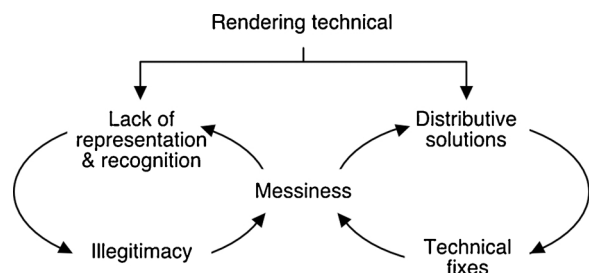 Rendering technical
Lack of
representation
& recognition
Distributive
solutions
Messiness
Illegitimacy
Technical
fixes